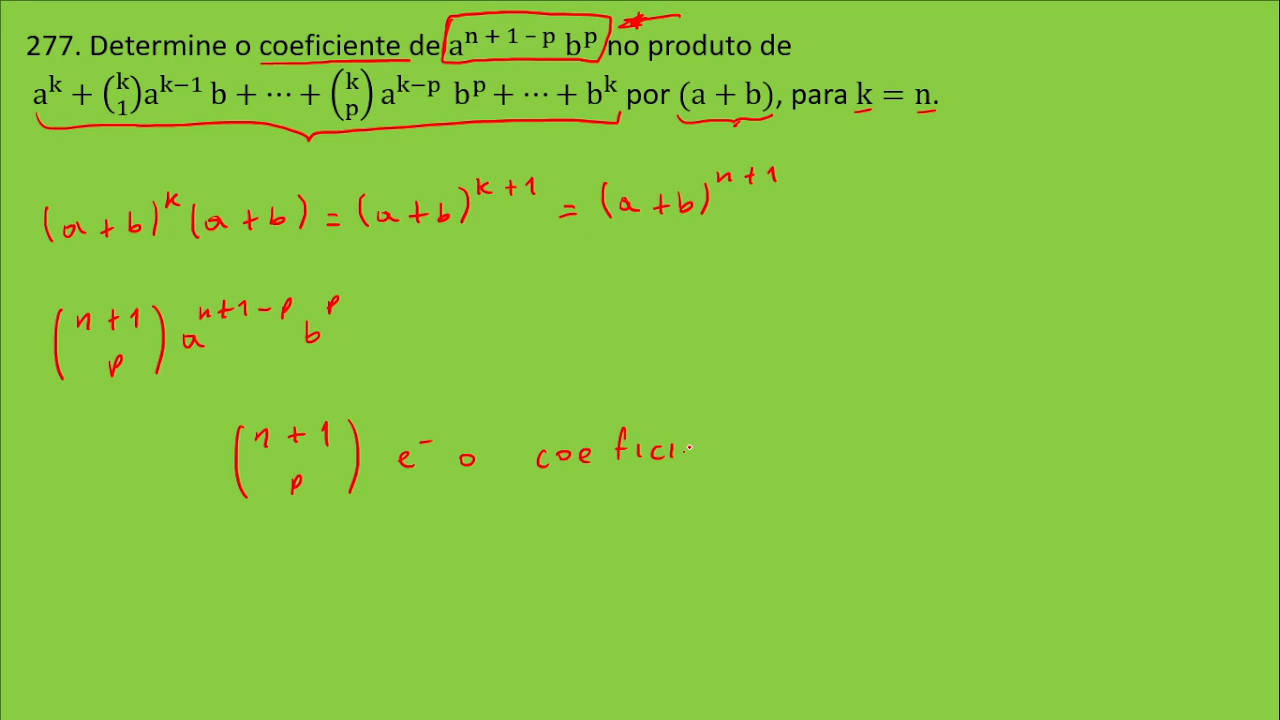 277. Determine o coeficiente de a^{n + 1 – p} b^p no produto de
a^k + \binom{k}{1} a^{k−1} b + ⋯ + \binom{k}{p} a^{k−p} b^p + ⋯ + b^k por (a + b), para k = n.
(a + b)^k (a + b) = (a + b)^{k + 1} = (a + b)^{n + 1}
\binom{n + 1}{p} a^{n+1−p} b^p
\binom{n + 1}{p} e´ o coefici